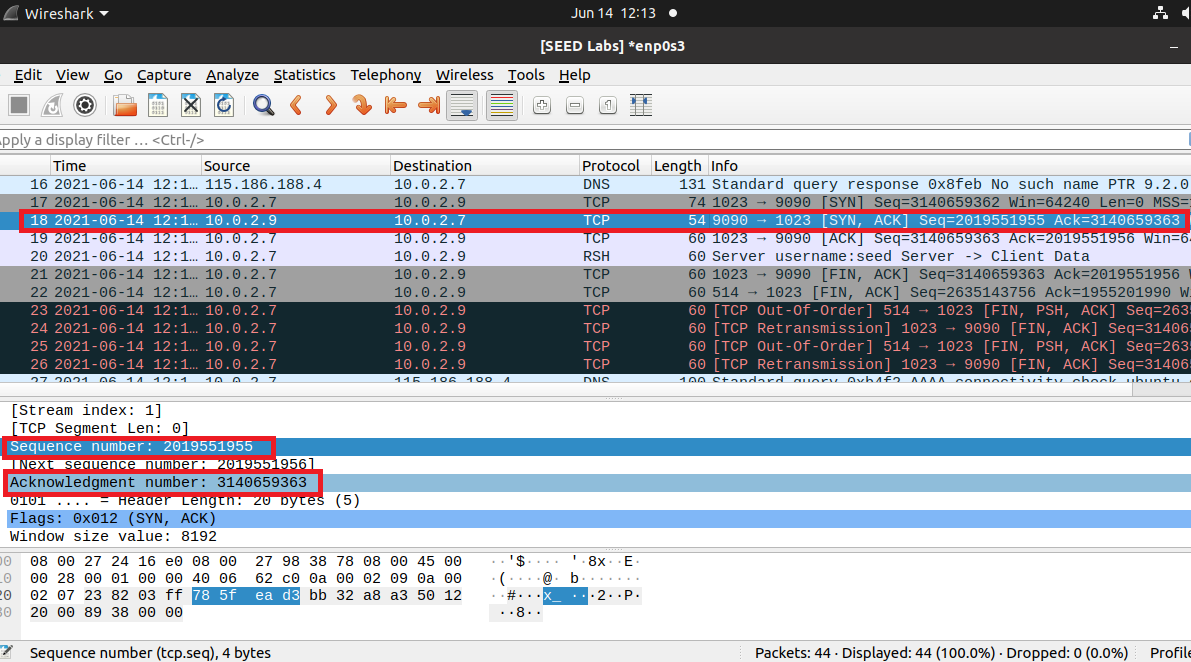 Wireshark Jun 14 12:13
[SEED Labs] *enp0s3
Edit View Go Capture Analyze Statistics Telephony Wireless Tools Help
pply a display filter … <Ctrl-/>
Time Source Destination Protocol Length Info
16 2021-06-14 12:1… 115.186.188.4 10.0.2.7 DNS 131 Standard query response 0x8feb No such name PTR 9.2.0
17 2021-06-14 12:1… 10.0.2.7 10.0.2.9 TCP 74 1023 → 9090 [SYN] Seq=3140659362 Win=64240 Len=0 MSS=
18 2021-06-14 12:1… 10.0.2.9 10.0.2.7 TCP 54 9090 → 1023 [SYN, ACK] Seq=2019551955 Ack=3140659363
19 2021-06-14 12:1… 10.0.2.7 10.0.2.9 TCP 60 1023 → 9090 [ACK] Seq=3140659363 Ack=2019551956 Win=64
20 2021-06-14 12:1… 10.0.2.7 10.0.2.9 RSH 60 Server username:seed Server -> Client Data
21 2021-06-14 12:1… 10.0.2.7 10.0.2.9 TCP 60 1023 → 9090 [FIN, ACK] Seq=3140659363 Ack=2019551956 W
22 2021-06-14 12:1… 10.0.2.7 10.0.2.9 TCP 60 514 → 1023 [FIN, ACK] Seq=2635143756 Ack=1955201990 Wi
23 2021-06-14 12:1… 10.0.2.7 10.0.2.9 TCP 60 [TCP Out-Of-Order] 514 → 1023 [FIN, PSH, ACK] Seq=2635
24 2021-06-14 12:1… 10.0.2.7 10.0.2.9 TCP 60 [TCP Retransmission] 1023 → 9090 [FIN, ACK] Seq=314065
25 2021-06-14 12:1… 10.0.2.7 10.0.2.9 TCP 60 [TCP Out-Of-Order] 514 → 1023 [FIN, PSH, ACK] Seq=2635
26 2021-06-14 12:1… 10.0.2.7 10.0.2.9 TCP 60 [TCP Retransmission] 1023 → 9090 [FIN, ACK] Seq=314065
27 2021-06-14 12:1… 10.0.2.7 115.186.188.4 DNS 100 Standard query 0xb4f2 AAAA connectivity-check.ubuntu
[Stream index: 1]
[TCP Segment Len: 0]
Sequence number: 2019551955
[Next sequence number: 2019551956]
Acknowledgment number: 3140659363
0101 .... = Header Length: 20 bytes (5)
Flags: 0x012 (SYN, ACK)
Window size value: 8192
00 08 00 27 24 16 e0 08 00 27 98 38 78 08 00 45 00 ··'$···· '·8x··E·
10 00 28 00 01 00 00 40 06 62 c0 0a 00 02 09 0a 00 ·(····@· b·······
20 02 07 23 82 03 ff 78 5f ea d3 bb 32 a8 a3 50 12 ··#···x_ ···2··P·
30 20 00 89 38 00 00 ··8··
Sequence number (tcp.seq), 4 bytes Packets: 44 · Displayed: 44 (100.0%) · Dropped: 0 (0.0%) Profile